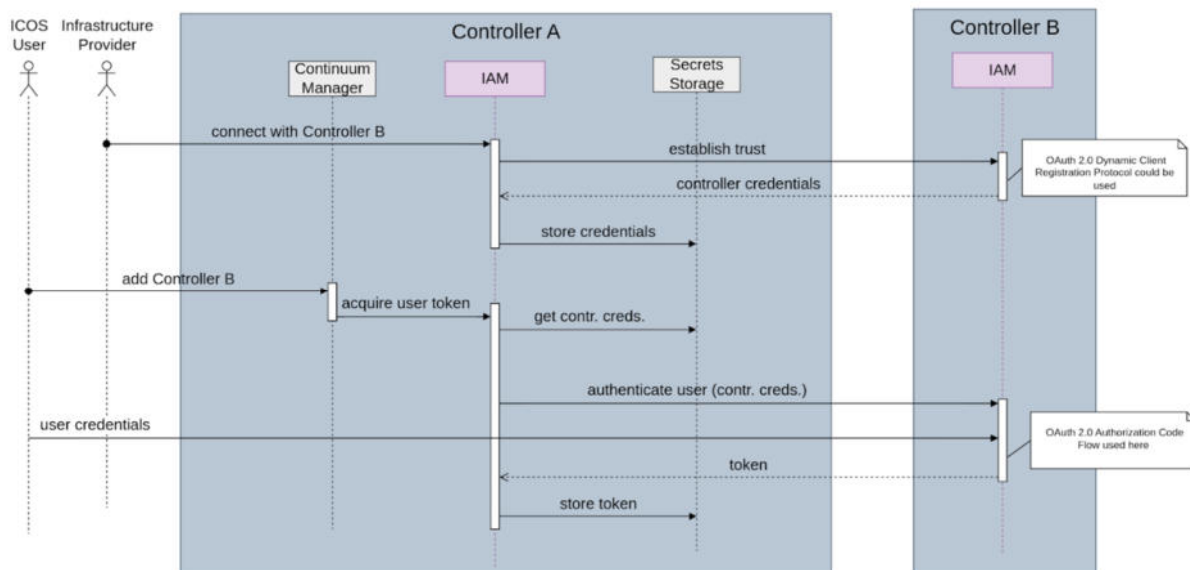 ICOS
User
Infrastructure
Provider
Controller A
Controller B
Continuum
Manager
IAM
Secrets
Storage
IAM
connect with Controller B
establish trust
OAuth 2.0 Dynamic Client
Registration Protocol could be
used
controller credentials
store credentials
add Controller B
acquire user token
get contr. creds.
authenticate user (contr. creds.)
user credentials
OAuth 2.0 Authorization Code
Flow used here
token
store token